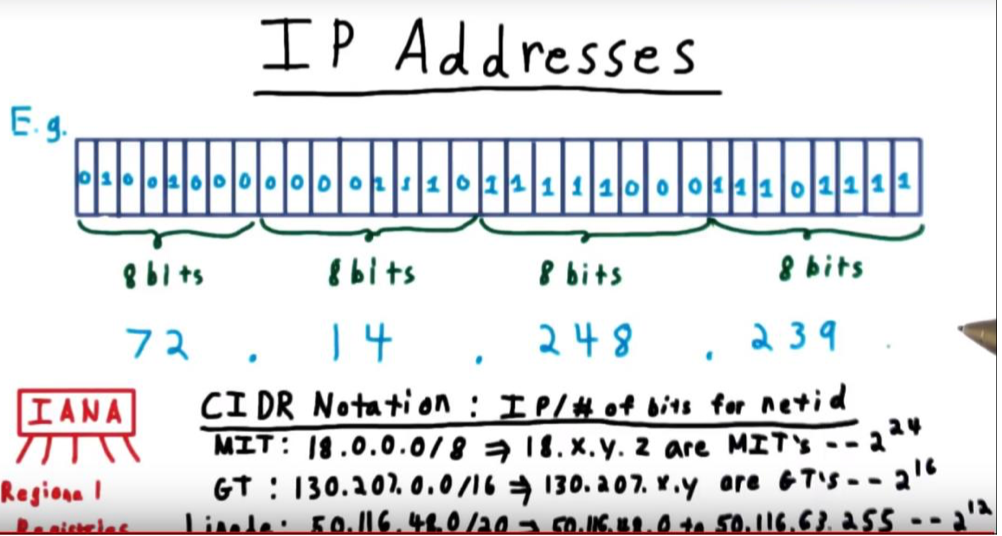 IP Addresses
E.g.
0 1 0 0 1 0 0 0 0 0 0 0 1 1 1 0 1 1 1 1 1 0 0 0 1 1 1 0 1 1 1 1
8 bits 8 bits 8 bits 8 bits
72 . 14 . 248 . 239
IANA
Regional
Registries
CIDR Notation : IP/# of bits for netid
MIT: 18.0.0.0/8 ⇒ 18.x.y.z are MIT's -- 2^24
GT : 130.207.0.0/16 ⇒ 130.207.x.y are GT'S -- 2^16
50.116.48.0/20 → 50.116.48.0 to 50.116.63.255 -- 2^12